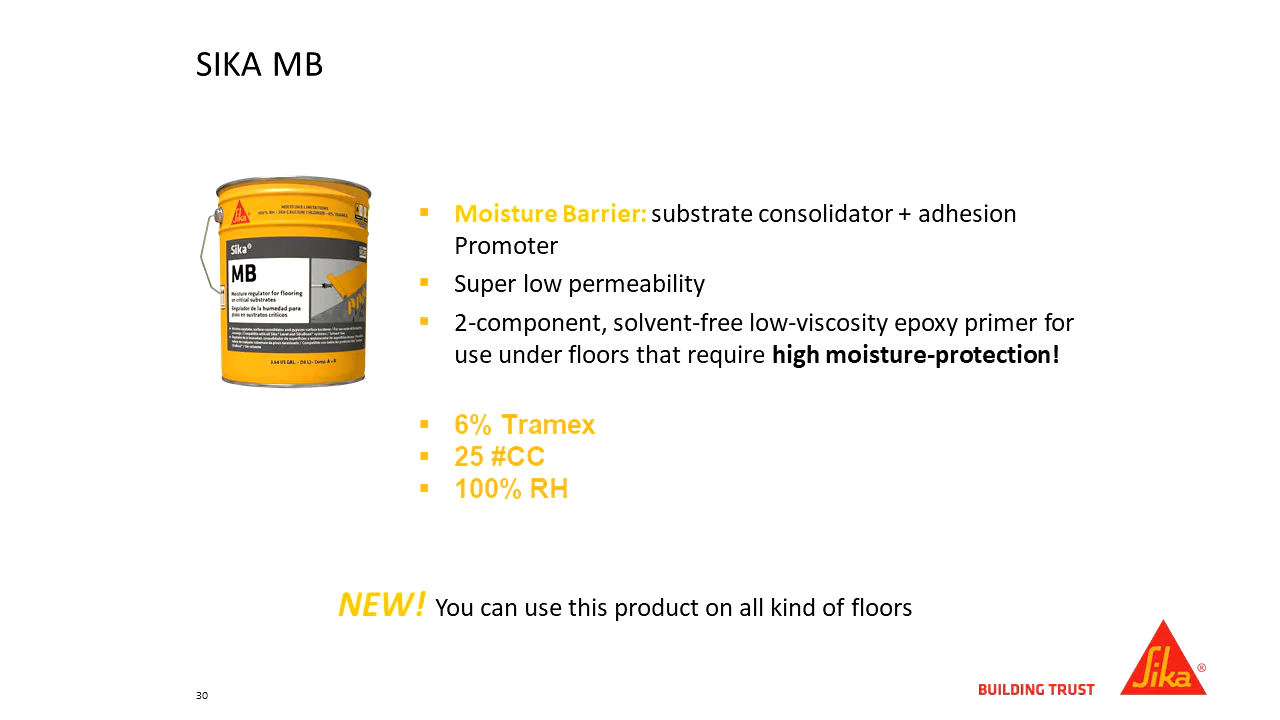 SIKA MB
MOISTURE LIMITATIONS
Sika
Sika®
MB
Moisture regulator for flooring
on critical substrates
Regulador de la humedad para
pisos en sustratos críticos
▪ Moisture Barrier: substrate consolidator + adhesion
Promoter
▪ Super low permeability
▪ 2-component, solvent-free low-viscosity epoxy primer for
use under floors that require high moisture-protection!
▪ 6% Tramex
▪ 25 #CC
▪ 100% RH
NEW! You can use this product on all kind of floors
30
BUILDING TRUST
Sika®